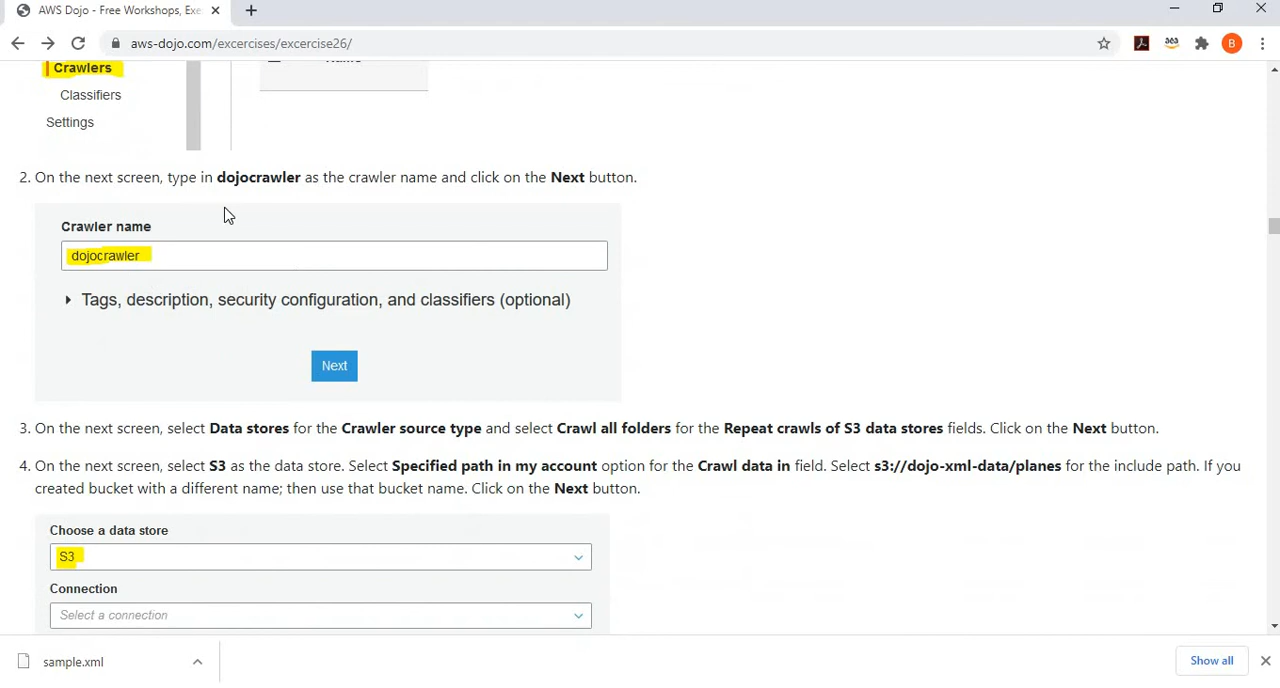 AWS Dojo - Free Workshops, Exe
aws-dojo.com/excercises/excercise26/
B
Crawlers
Classifiers
Settings
2. On the next screen, type in dojocrawler as the crawler name and click on the Next button.
Crawler name
dojocrawler
Tags, description, security configuration, and classifiers (optional)
Next
3. On the next screen, select Data stores for the Crawler source type and select Crawl all folders for the Repeat crawls of S3 data stores fields. Click on the Next button.
4. On the next screen, select S3 as the data store. Select Specified path in my account option for the Crawl data in field. Select s3://dojo-xml-data/planes for the include path. If you
created bucket with a different name; then use that bucket name. Click on the Next button.
Choose a data store
S3
Connection
Select a connection
sample.xml
Show all